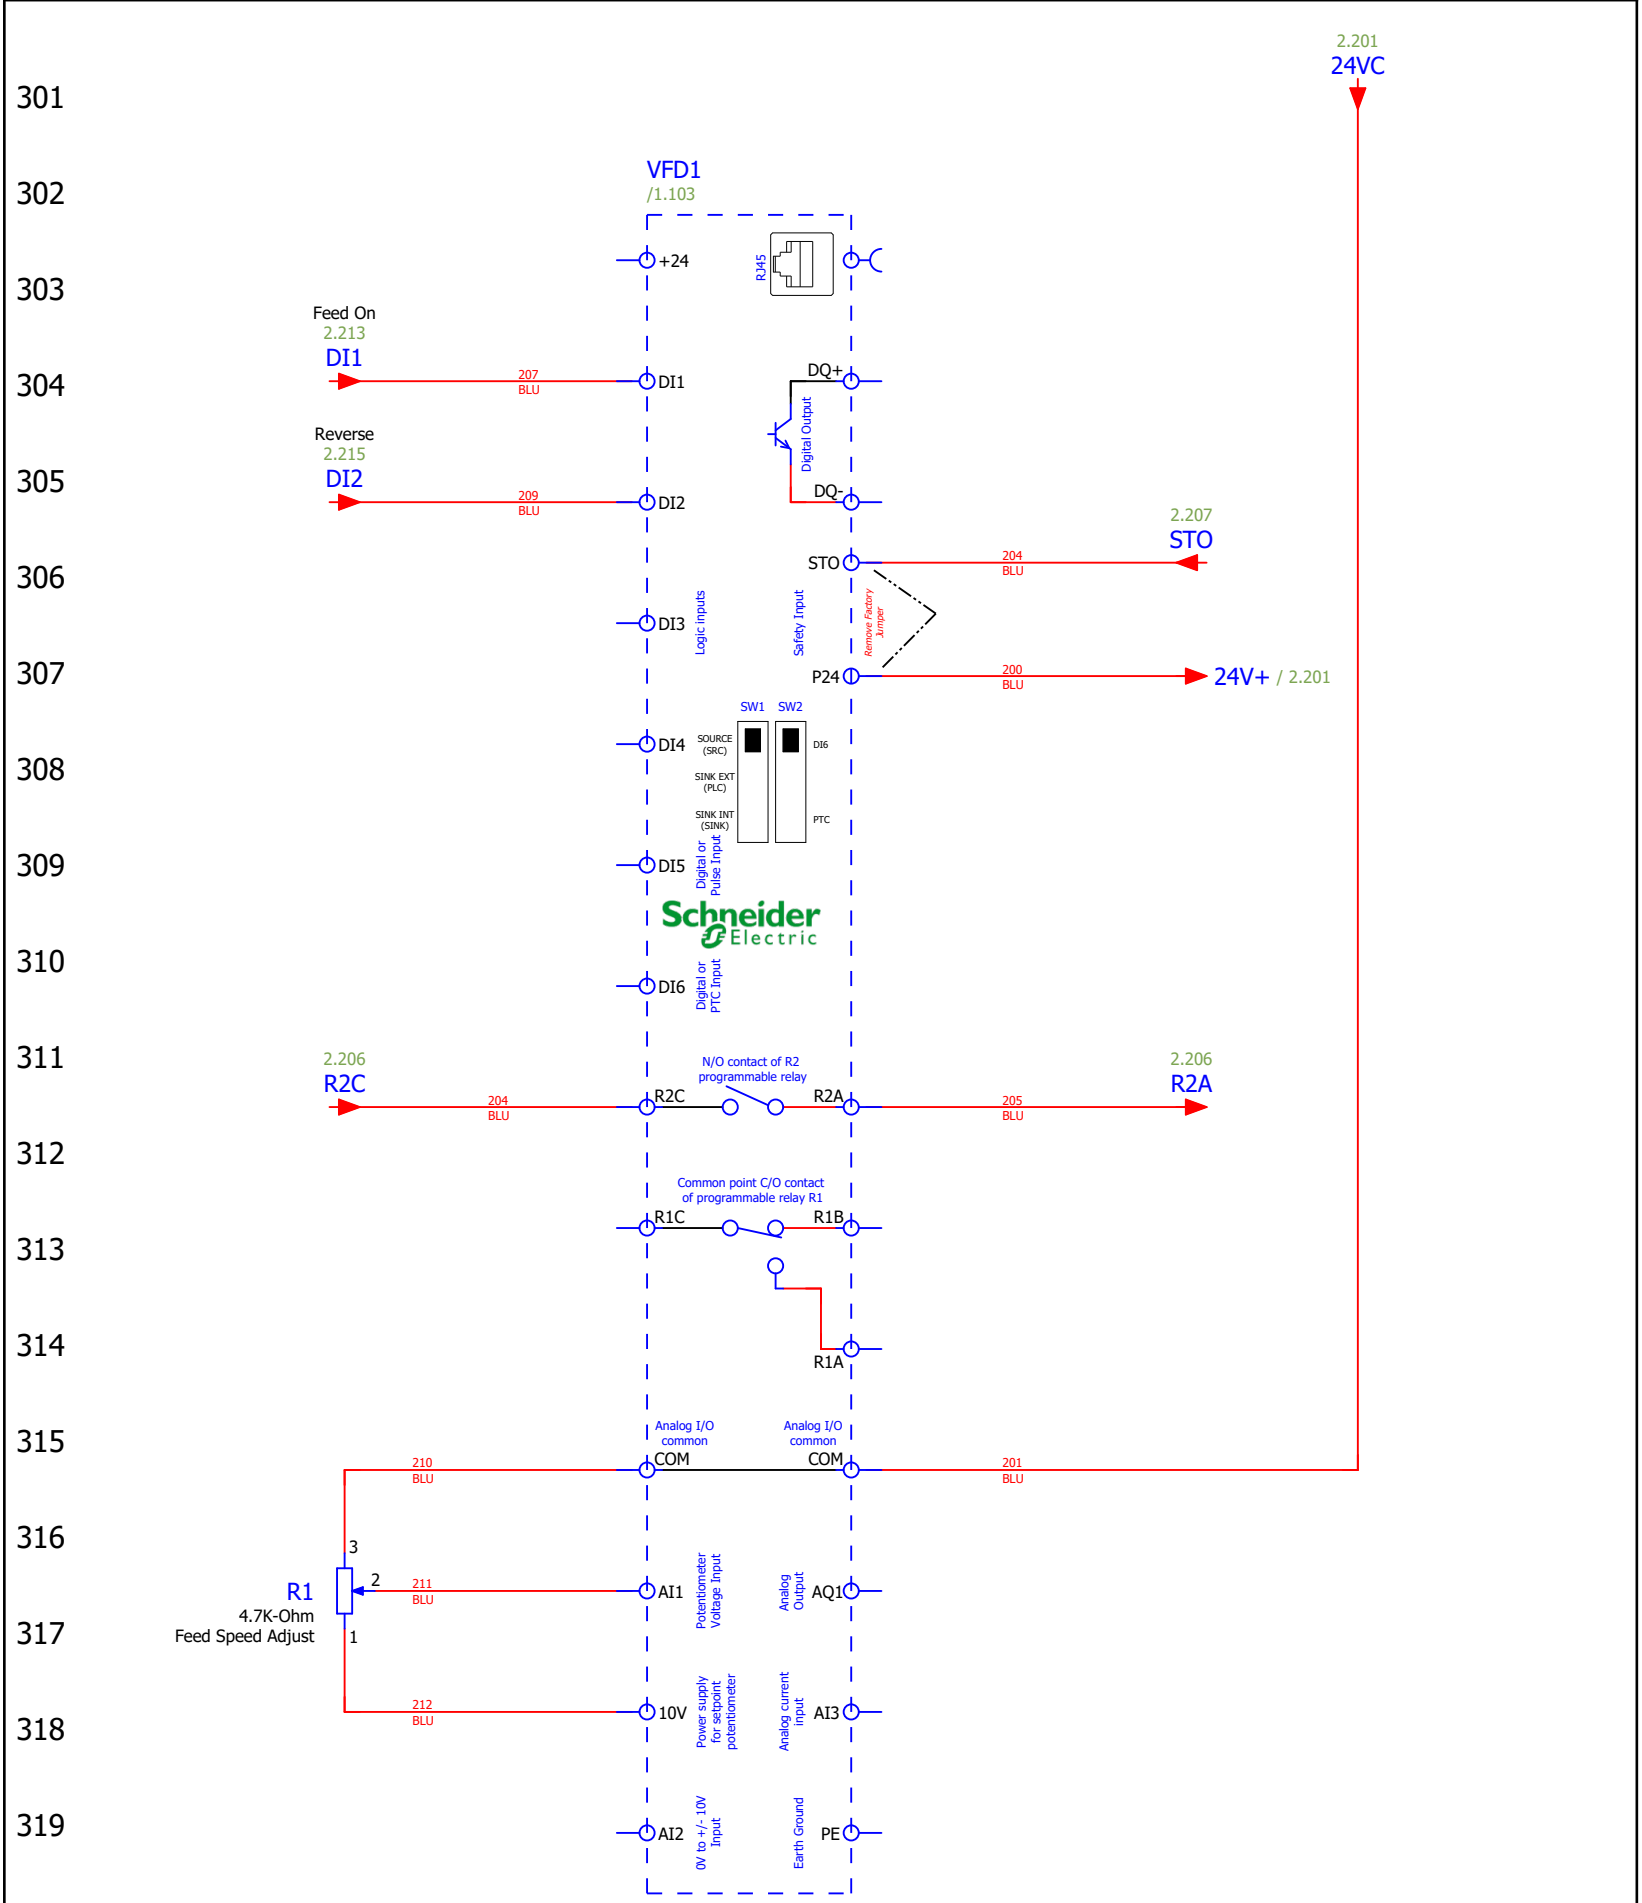 2.201
24VC
301
VFD1
302
/1.103
+24
RJ45
303
Feed On
2.213
DI1
207
BLU
DI1
DQ+
304
Digital Output
Reverse
2.215
DI2
209
BLU
DI2
DQ-
305
2.207
STO
204
BLU
STO
306
Remove Factory
Jumper
Safety Input
Logic inputs
DI3
P24
200
BLU
24V+ / 2.201
307
SW1 SW2
DI4
SOURCE
(SRC)
DI6
308
SINK EXT
(PLC)
SINK INT
(SINK)
PTC
309
DI5
Digital or
Pulse Input
Schneider
Electric
310
DI6
Digital or
PTC Input
311
2.206
R2C
204
BLU
R2C
N/O contact of R2
programmable relay
R2A
205
BLU
2.206
R2A
312
Common point C/O contact
of programmable relay R1
R1C
R1B
313
314
R1A
315
Analog I/O
common
COM
Analog I/O
common
COM
210
BLU
201
BLU
316
3
2
R1
4.7K-Ohm
Feed Speed Adjust
1
211
BLU
AI1
Potentiometer
Voltage Input
Analog
Output
AQ1
317
212
BLU
10V
Power supply
for setpoint
potentiometer
Analog current
input
AI3
318
319
AI2
0V to +/- 10V
Input
Earth Ground
PE